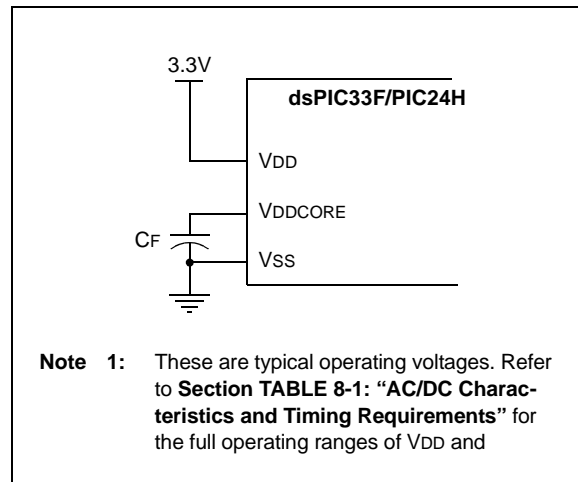 3.3V
dsPIC33F/PIC24H
VDD
VDDCORE
CF
VSS
Note 1: These are typical operating voltages. Refer
to Section TABLE 8-1: “AC/DC Charac-
teristics and Timing Requirements” for
the full operating ranges of VDD and